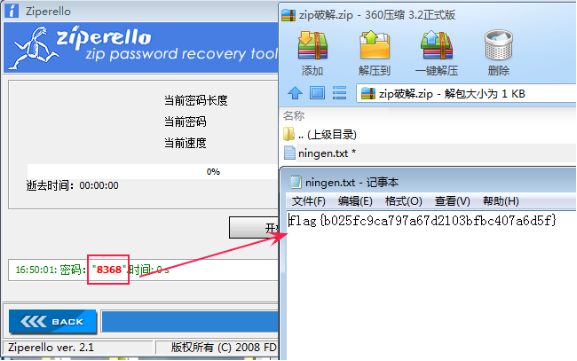 Ziperello
ziperello
zip password recovery tool
当前密码长度
当前密码
当前速度
0%
逝去时间：00:00:00
16:50:01: 密码: "8368".时间: 0 s
BACK
Ziperello ver. 2.1
版权所有 (C) 2008 FD
zip破解.zip - 360压缩 3.2正式版
添加
解压到
一键解压
删除
zip破解.zip - 解包大小为 1 KB
名称
.. (上级目录)
ningen.txt *
ningen.txt - 记事本
文件(F) 编辑(E) 格式(O) 查看(V) 帮助(H)
flag{b025fc9ca797a67d2103bfbc407a6d5f}